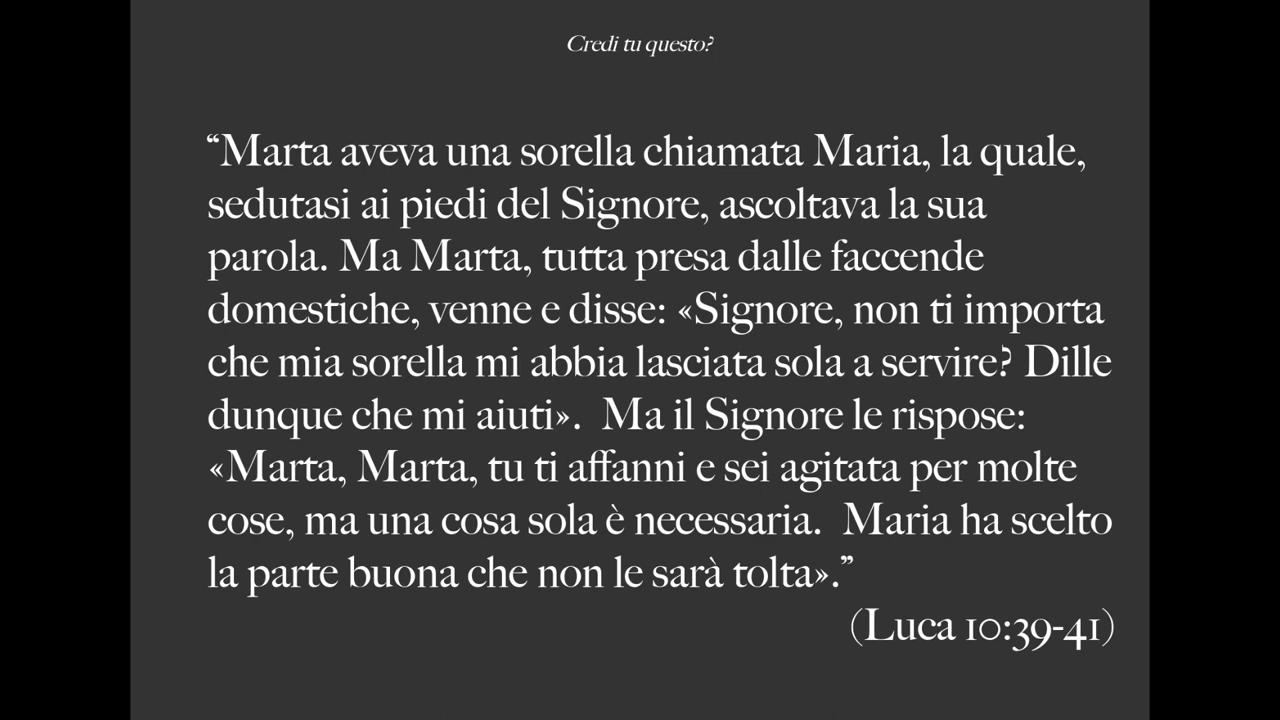 Credi tu questo?
“Marta aveva una sorella chiamata Maria, la quale,
sedutasi ai piedi del Signore, ascoltava la sua
parola. Ma Marta, tutta presa dalle faccende
domestiche, venne e disse: «Signore, non ti importa
che mia sorella mi abbia lasciata sola a servire? Dille
dunque che mi aiuti».  Ma il Signore le rispose:
«Marta, Marta, tu ti affanni e sei agitata per molte
cose, ma una cosa sola è necessaria.  Maria ha scelto
la parte buona che non le sarà tolta».”
(Luca 10:39-41)